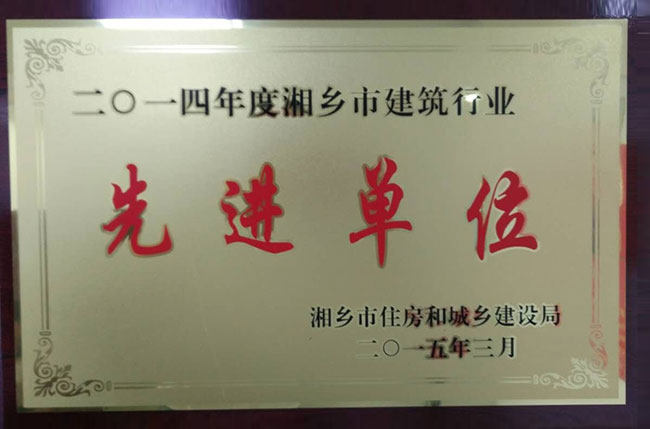 二〇一四年度湘乡市建筑行业
先进单位
湘乡市住房和城乡建设局
二〇一五年三月